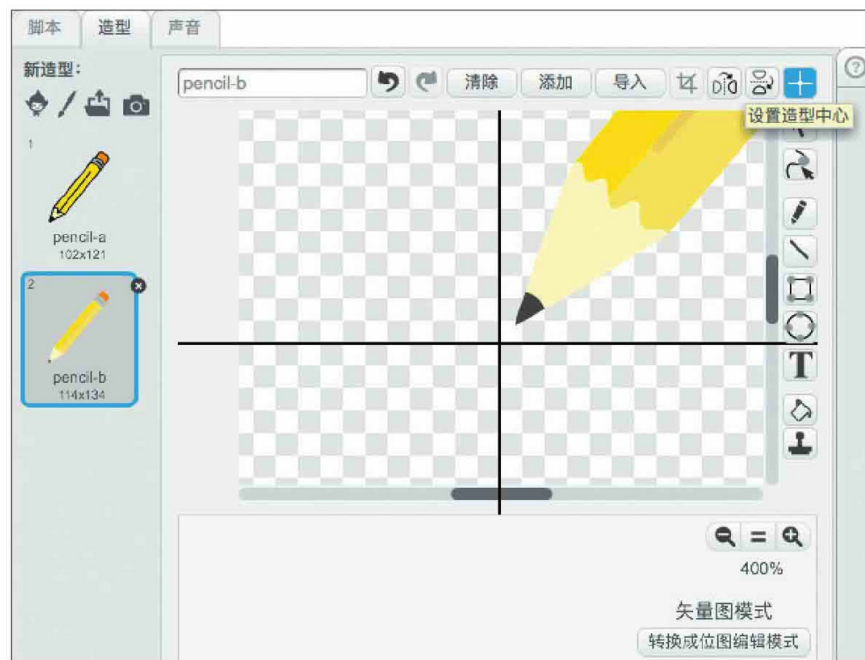 脚本 造型 声音
新造型:
pencil-b
清除 添加 导入
设置造型中心
1
pencil-a
102x121
2
pencil-b
114x134
T
400%
矢量图模式
转换成位图编辑模式
?